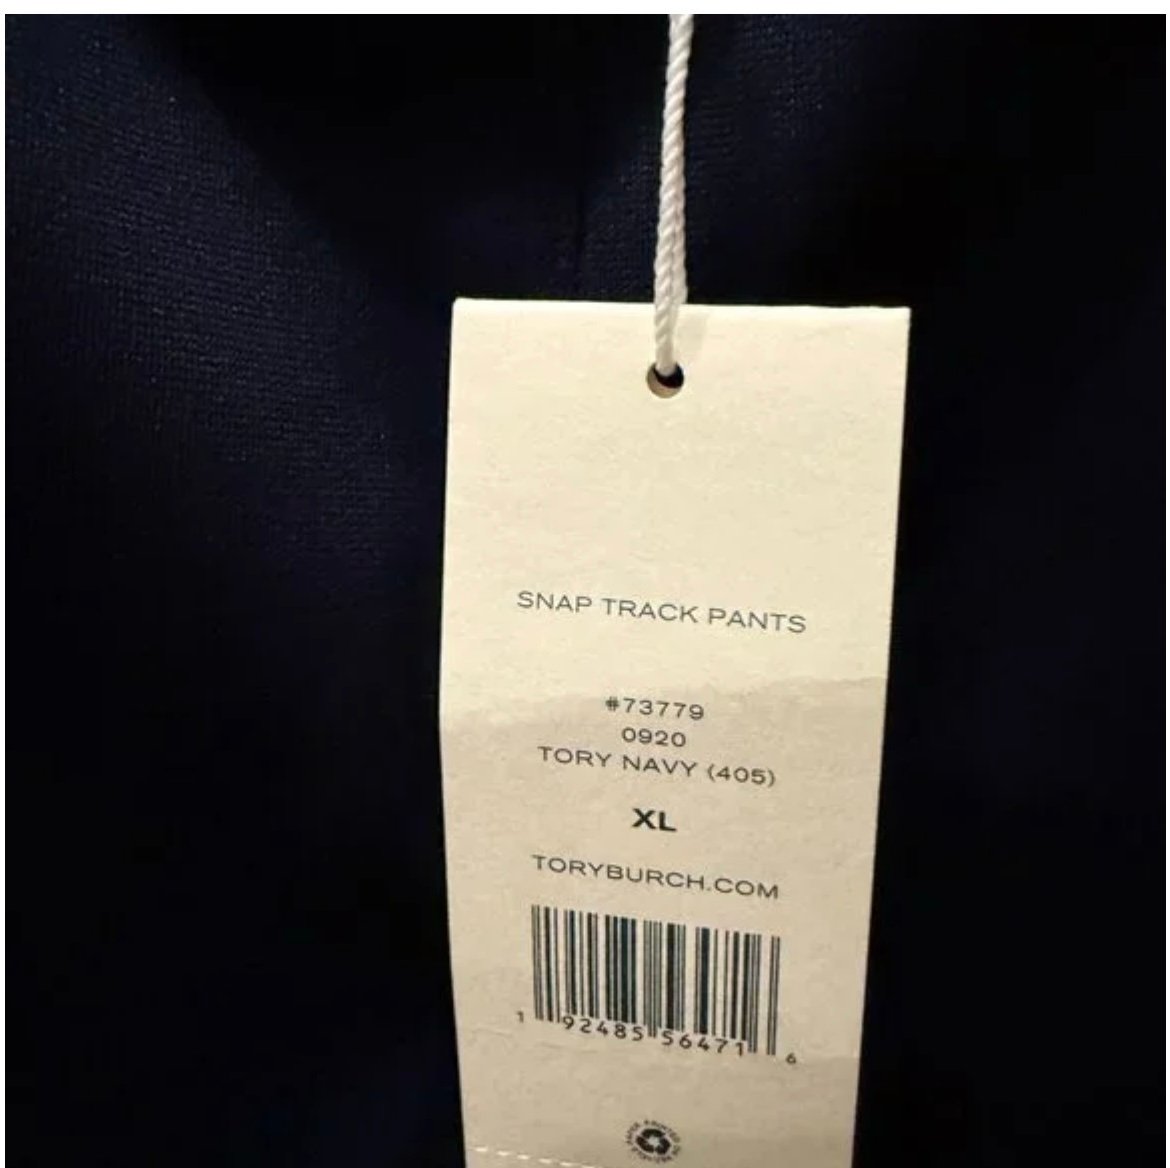 SNAP TRACK PANTS
#73779
0920
TORY NAVY (405)
XL
TORYBURCH.COM
1 92485 56471 6